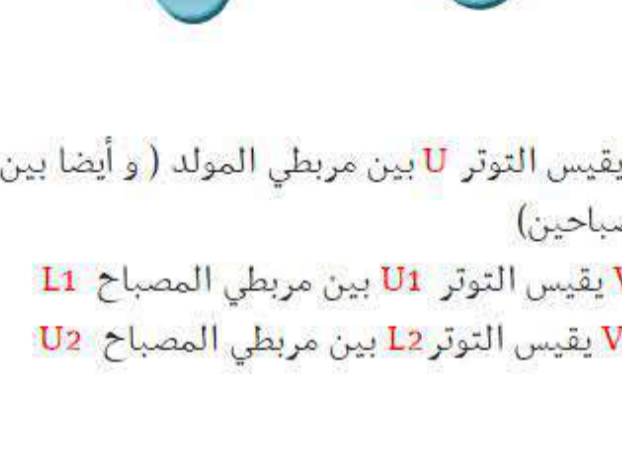 يقيس التوتر U بين مربطي المولد ( و أيضا بين
صباحين)
V يقيس التوتر U1 بين مربطي المصباح L1
V يقيس التوتر L2 بين مربطي المصباح U2